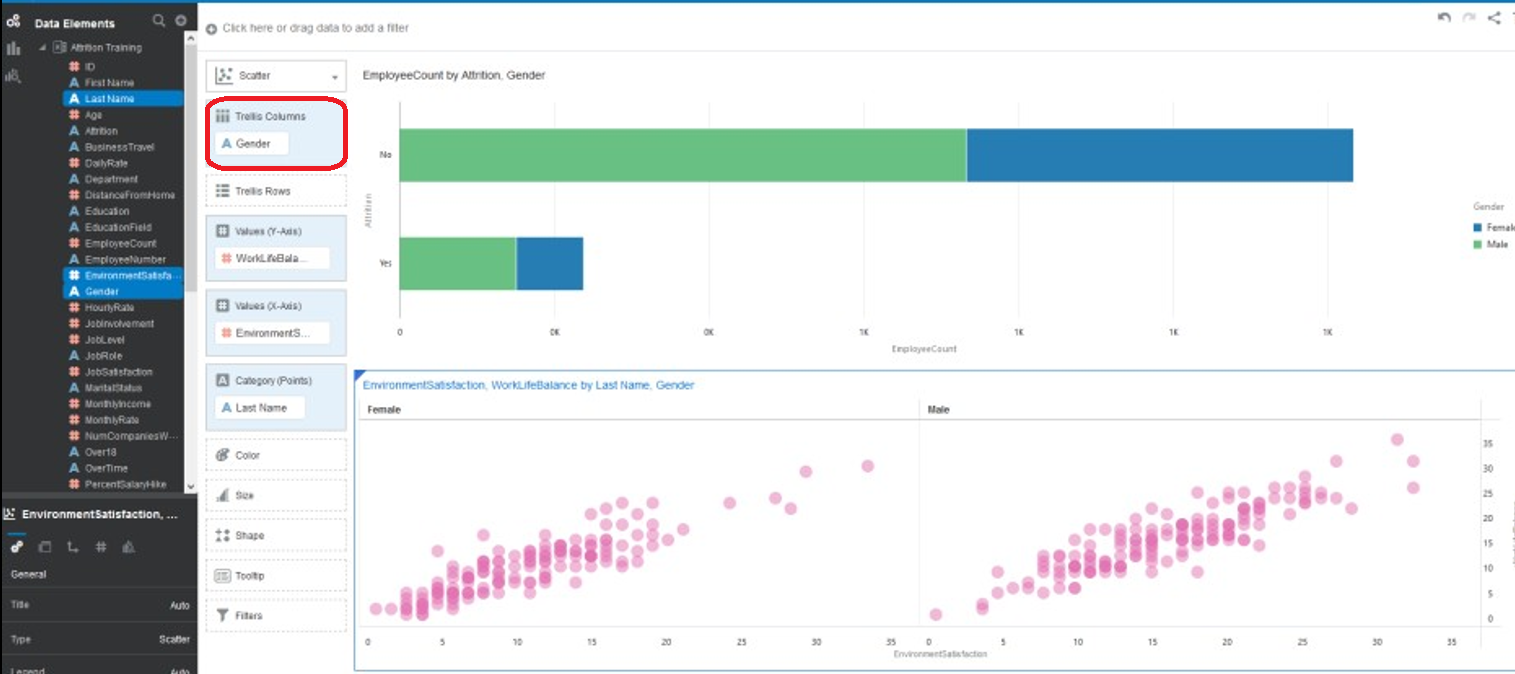 Data Elements
Attrition Training
ID
First Name
Last Name
Age
Attrition
BusinessTravel
DailyRate
Department
DistanceFromHome
Education
EducationField
EmployeeCount
EmployeeNumber
EnvironmentSatisfa...
Gender
HourlyRate
JobInvolvement
JobLevel
JobRole
JobSatisfaction
MaritalStatus
MonthlyIncome
MonthlyRate
NumCompaniesW...
Over18
OverTime
PercentSalaryHike
EnvironmentSatisfaction, ...
General
Title Auto
Type Scatter
Legend Auto
Click here or drag data to add a filter
Scatter
Trellis Columns
A Gender
Trellis Rows
Values (Y-Axis)
# WorkLifeBala...
Values (X-Axis)
# EnvironmentS...
Category (Points)
A Last Name
Color
Size
Shape
Tooltip
Filters
EmployeeCount by Attrition, Gender
Attrition
No
Yes
0 0K 0K 1K 1K 1K 1K
EmployeeCount
Gender
Female
Male
EnvironmentSatisfaction, WorkLifeBalance by Last Name, Gender
Female Male
35
30
25
20
15
10
5
0
0 5 10 15 20 25 30 35 0 5 10 15 20 25 30 35
EnvironmentSatisfaction